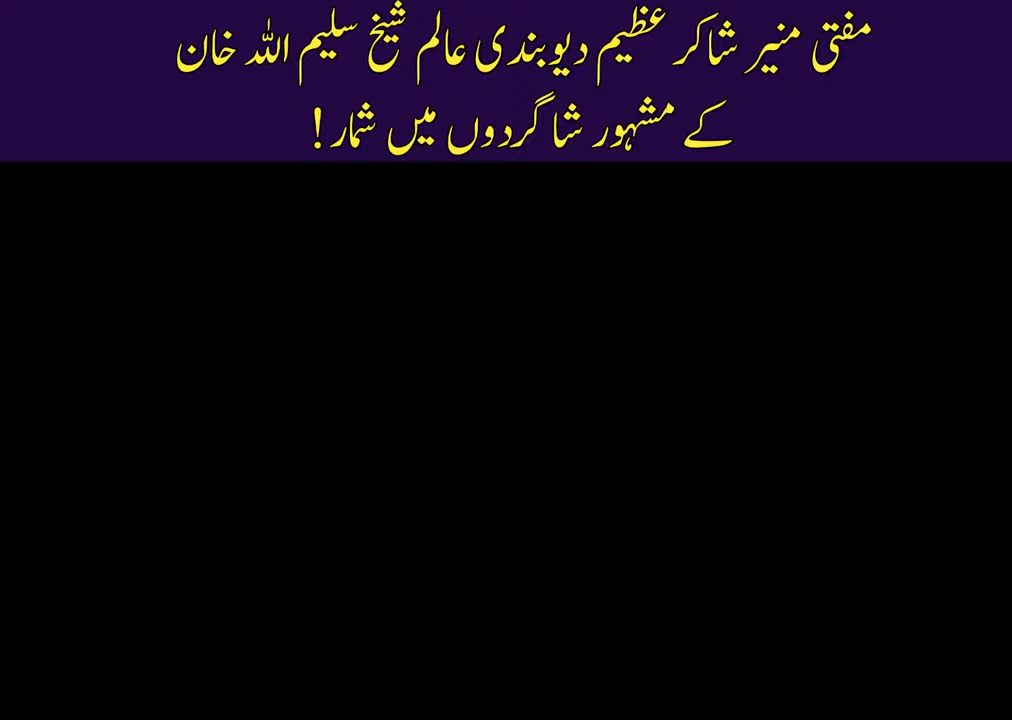 مفتی منیر شاکر عظیم دیوبندی عالم شیخ سلیم اللہ خان
کے مشہور شاگردوں میں شمار!